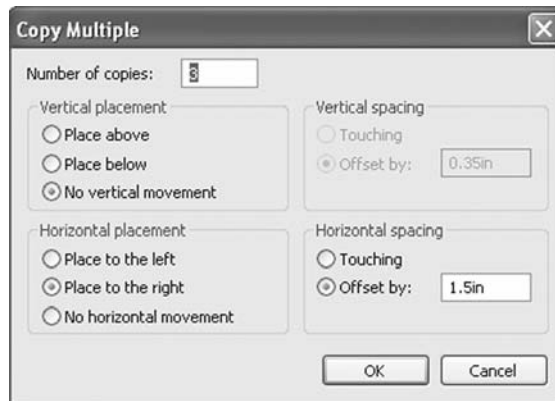 Copy Multiple
Number of copies: 3
Vertical placement
Place above
Place below
No vertical movement
Vertical spacing
Touching
Offset by: 0.35in
Horizontal placement
Place to the left
Place to the right
No horizontal movement
Horizontal spacing
Touching
Offset by: 1.5in
OK Cancel